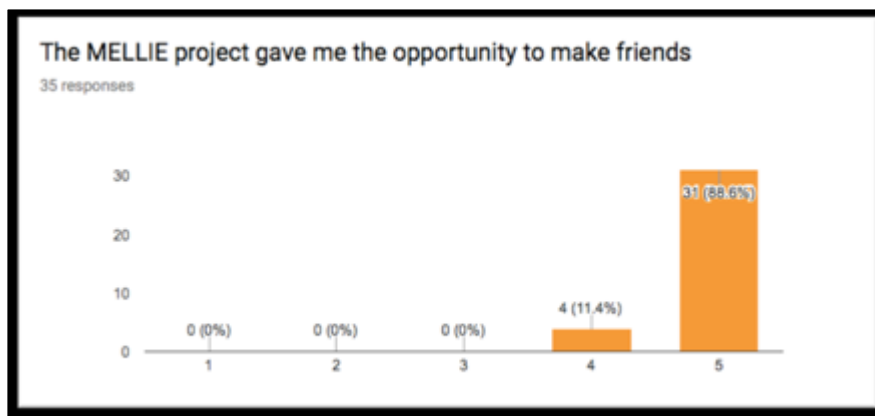 The MELLIE project gave me the opportunity to make friends
35 responses
30
31 (88.6%)
20
10
4 (11.4%)
0 (0%) 0 (0%) 0 (0%)
0
1 2 3 4 5